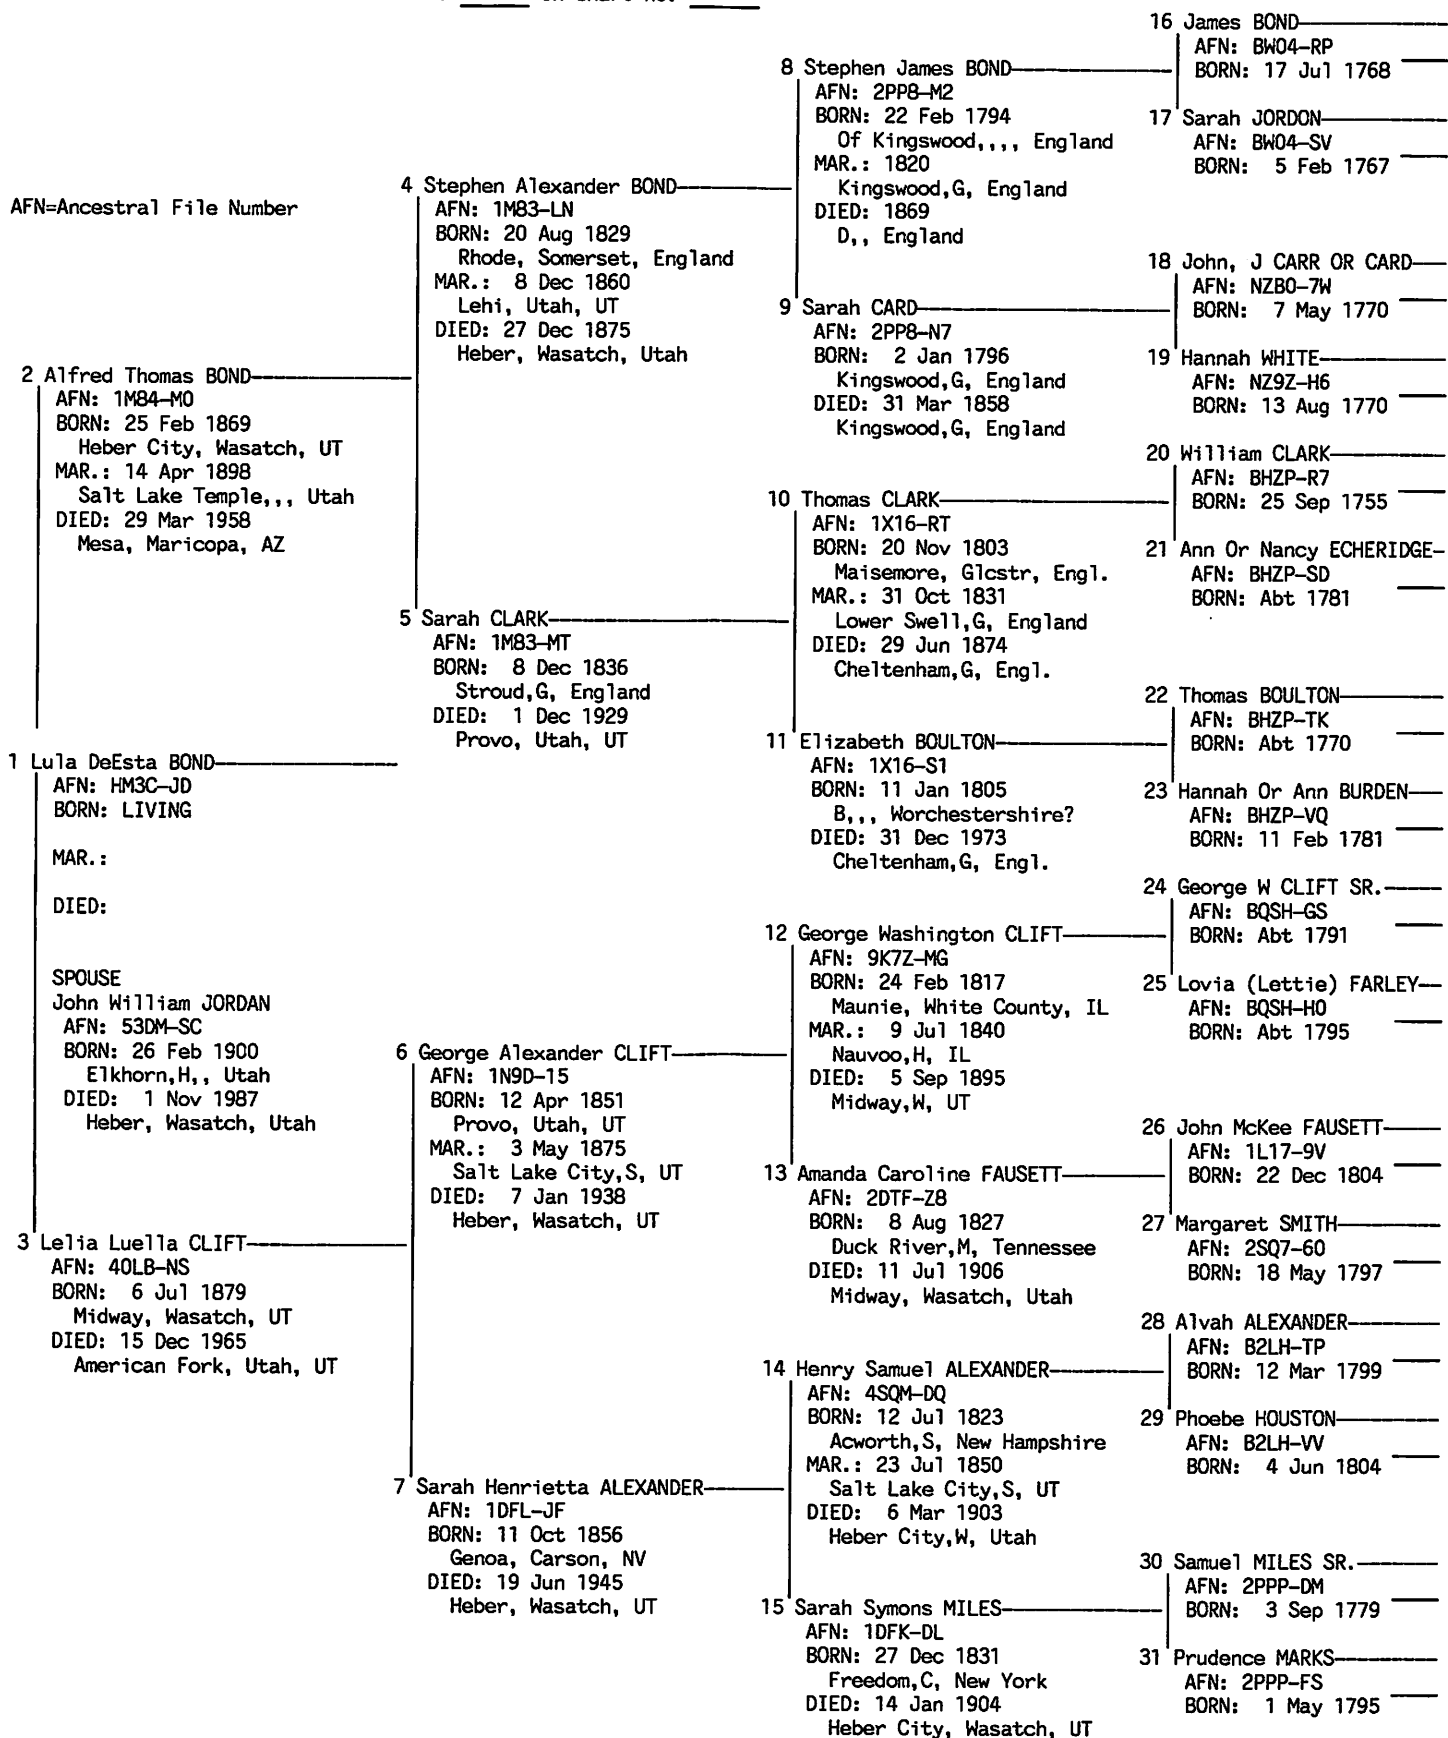 AFN=Ancestral File Number
1 Lula DeEsta BOND
AFN: HM3C-JD
BORN: LIVING
MAR.:
DIED:
SPOUSE
John William JORDAN
AFN: 53DM-SC
BORN: 26 Feb 1900
Elkhorn,H,, Utah
DIED: 1 Nov 1987
Heber, Wasatch, Utah
2 Alfred Thomas BOND
AFN: 1M84-M0
BORN: 25 Feb 1869
Heber City, Wasatch, UT
MAR.: 14 Apr 1898
Salt Lake Temple,,, Utah
DIED: 29 Mar 1958
Mesa, Maricopa, AZ
3 Lelia Luella CLIFT
AFN: 40LB-NS
BORN: 6 Jul 1879
Midway, Wasatch, UT
DIED: 15 Dec 1965
American Fork, Utah, UT
4 Stephen Alexander BOND
AFN: 1M83-LN
BORN: 20 Aug 1829
Rhode, Somerset, England
MAR.: 8 Dec 1860
Lehi, Utah, UT
DIED: 27 Dec 1875
Heber, Wasatch, Utah
5 Sarah CLARK
AFN: 1M83-MT
BORN: 8 Dec 1836
Stroud,G, England
DIED: 1 Dec 1929
Provo, Utah, UT
6 George Alexander CLIFT
AFN: 1N9D-15
BORN: 12 Apr 1851
Provo, Utah, UT
MAR.: 3 May 1875
Salt Lake City,S, UT
DIED: 7 Jan 1938
Heber, Wasatch, UT
7 Sarah Henrietta ALEXANDER
AFN: 1DFL-JF
BORN: 11 Oct 1856
Genoa, Carson, NV
DIED: 19 Jun 1945
Heber, Wasatch, UT
8 Stephen James BOND
AFN: 2PP8-M2
BORN: 22 Feb 1794
Of Kingswood,,,, England
MAR.: 1820
Kingswood,G, England
DIED: 1869
D,, England
9 Sarah CARD
AFN: 2PP8-N7
BORN: 2 Jan 1796
Kingswood,G, England
DIED: 31 Mar 1858
Kingswood,G, England
10 Thomas CLARK
AFN: 1X16-RT
BORN: 20 Nov 1803
Maisemore, Glcstr, Engl.
MAR.: 31 Oct 1831
Lower Swell,G, England
DIED: 29 Jun 1874
Cheltenham,G, Engl.
11 Elizabeth BOULTON
AFN: 1X16-S1
BORN: 11 Jan 1805
B,,, Worchestershire?
DIED: 31 Dec 1973
Cheltenham,G, Engl.
12 George Washington CLIFT
AFN: 9K7Z-MG
BORN: 24 Feb 1817
Maunie, White County, IL
MAR.: 9 Jul 1840
Nauvoo,H, IL
DIED: 5 Sep 1895
Midway,W, UT
13 Amanda Caroline FAUSETT
AFN: 2DTF-Z8
BORN: 8 Aug 1827
Duck River,M, Tennessee
DIED: 11 Jul 1906
Midway, Wasatch, Utah
14 Henry Samuel ALEXANDER
AFN: 4SQM-DQ
BORN: 12 Jul 1823
Acworth,S, New Hampshire
MAR.: 23 Jul 1850
Salt Lake City,S, UT
DIED: 6 Mar 1903
Heber City,W, Utah
15 Sarah Symons MILES
AFN: 1DFK-DL
BORN: 27 Dec 1831
Freedom,C, New York
DIED: 14 Jan 1904
Heber City, Wasatch, UT
16 James BOND
AFN: BW04-RP
BORN: 17 Jul 1768
17 Sarah JORDON
AFN: BW04-SV
BORN: 5 Feb 1767
18 John, J CARR OR CARD
AFN: NZB0-7W
BORN: 7 May 1770
19 Hannah WHITE
AFN: NZ9Z-H6
BORN: 13 Aug 1770
20 William CLARK
AFN: BHZP-R7
BORN: 25 Sep 1755
21 Ann Or Nancy ECHERIDGE
AFN: BHZP-SD
BORN: Abt 1781
22 Thomas BOULTON
AFN: BHZP-TK
BORN: Abt 1770
23 Hannah Or Ann BURDEN
AFN: BHZP-VQ
BORN: 11 Feb 1781
24 George W CLIFT SR.
AFN: BQSH-GS
BORN: Abt 1791
25 Lovia (Lettie) FARLEY
AFN: BQSH-H0
BORN: Abt 1795
26 John McKee FAUSETT
AFN: 1L17-9V
BORN: 22 Dec 1804
27 Margaret SMITH
AFN: 2SQ7-60
BORN: 18 May 1797
28 Alvah ALEXANDER
AFN: B2LH-TP
BORN: 12 Mar 1799
29 Phoebe HOUSTON
AFN: B2LH-VV
BORN: 4 Jun 1804
30 Samuel MILES SR.
AFN: 2PPP-DM
BORN: 3 Sep 1779
31 Prudence MARKS
AFN: 2PPP-FS
BORN: 1 May 1795